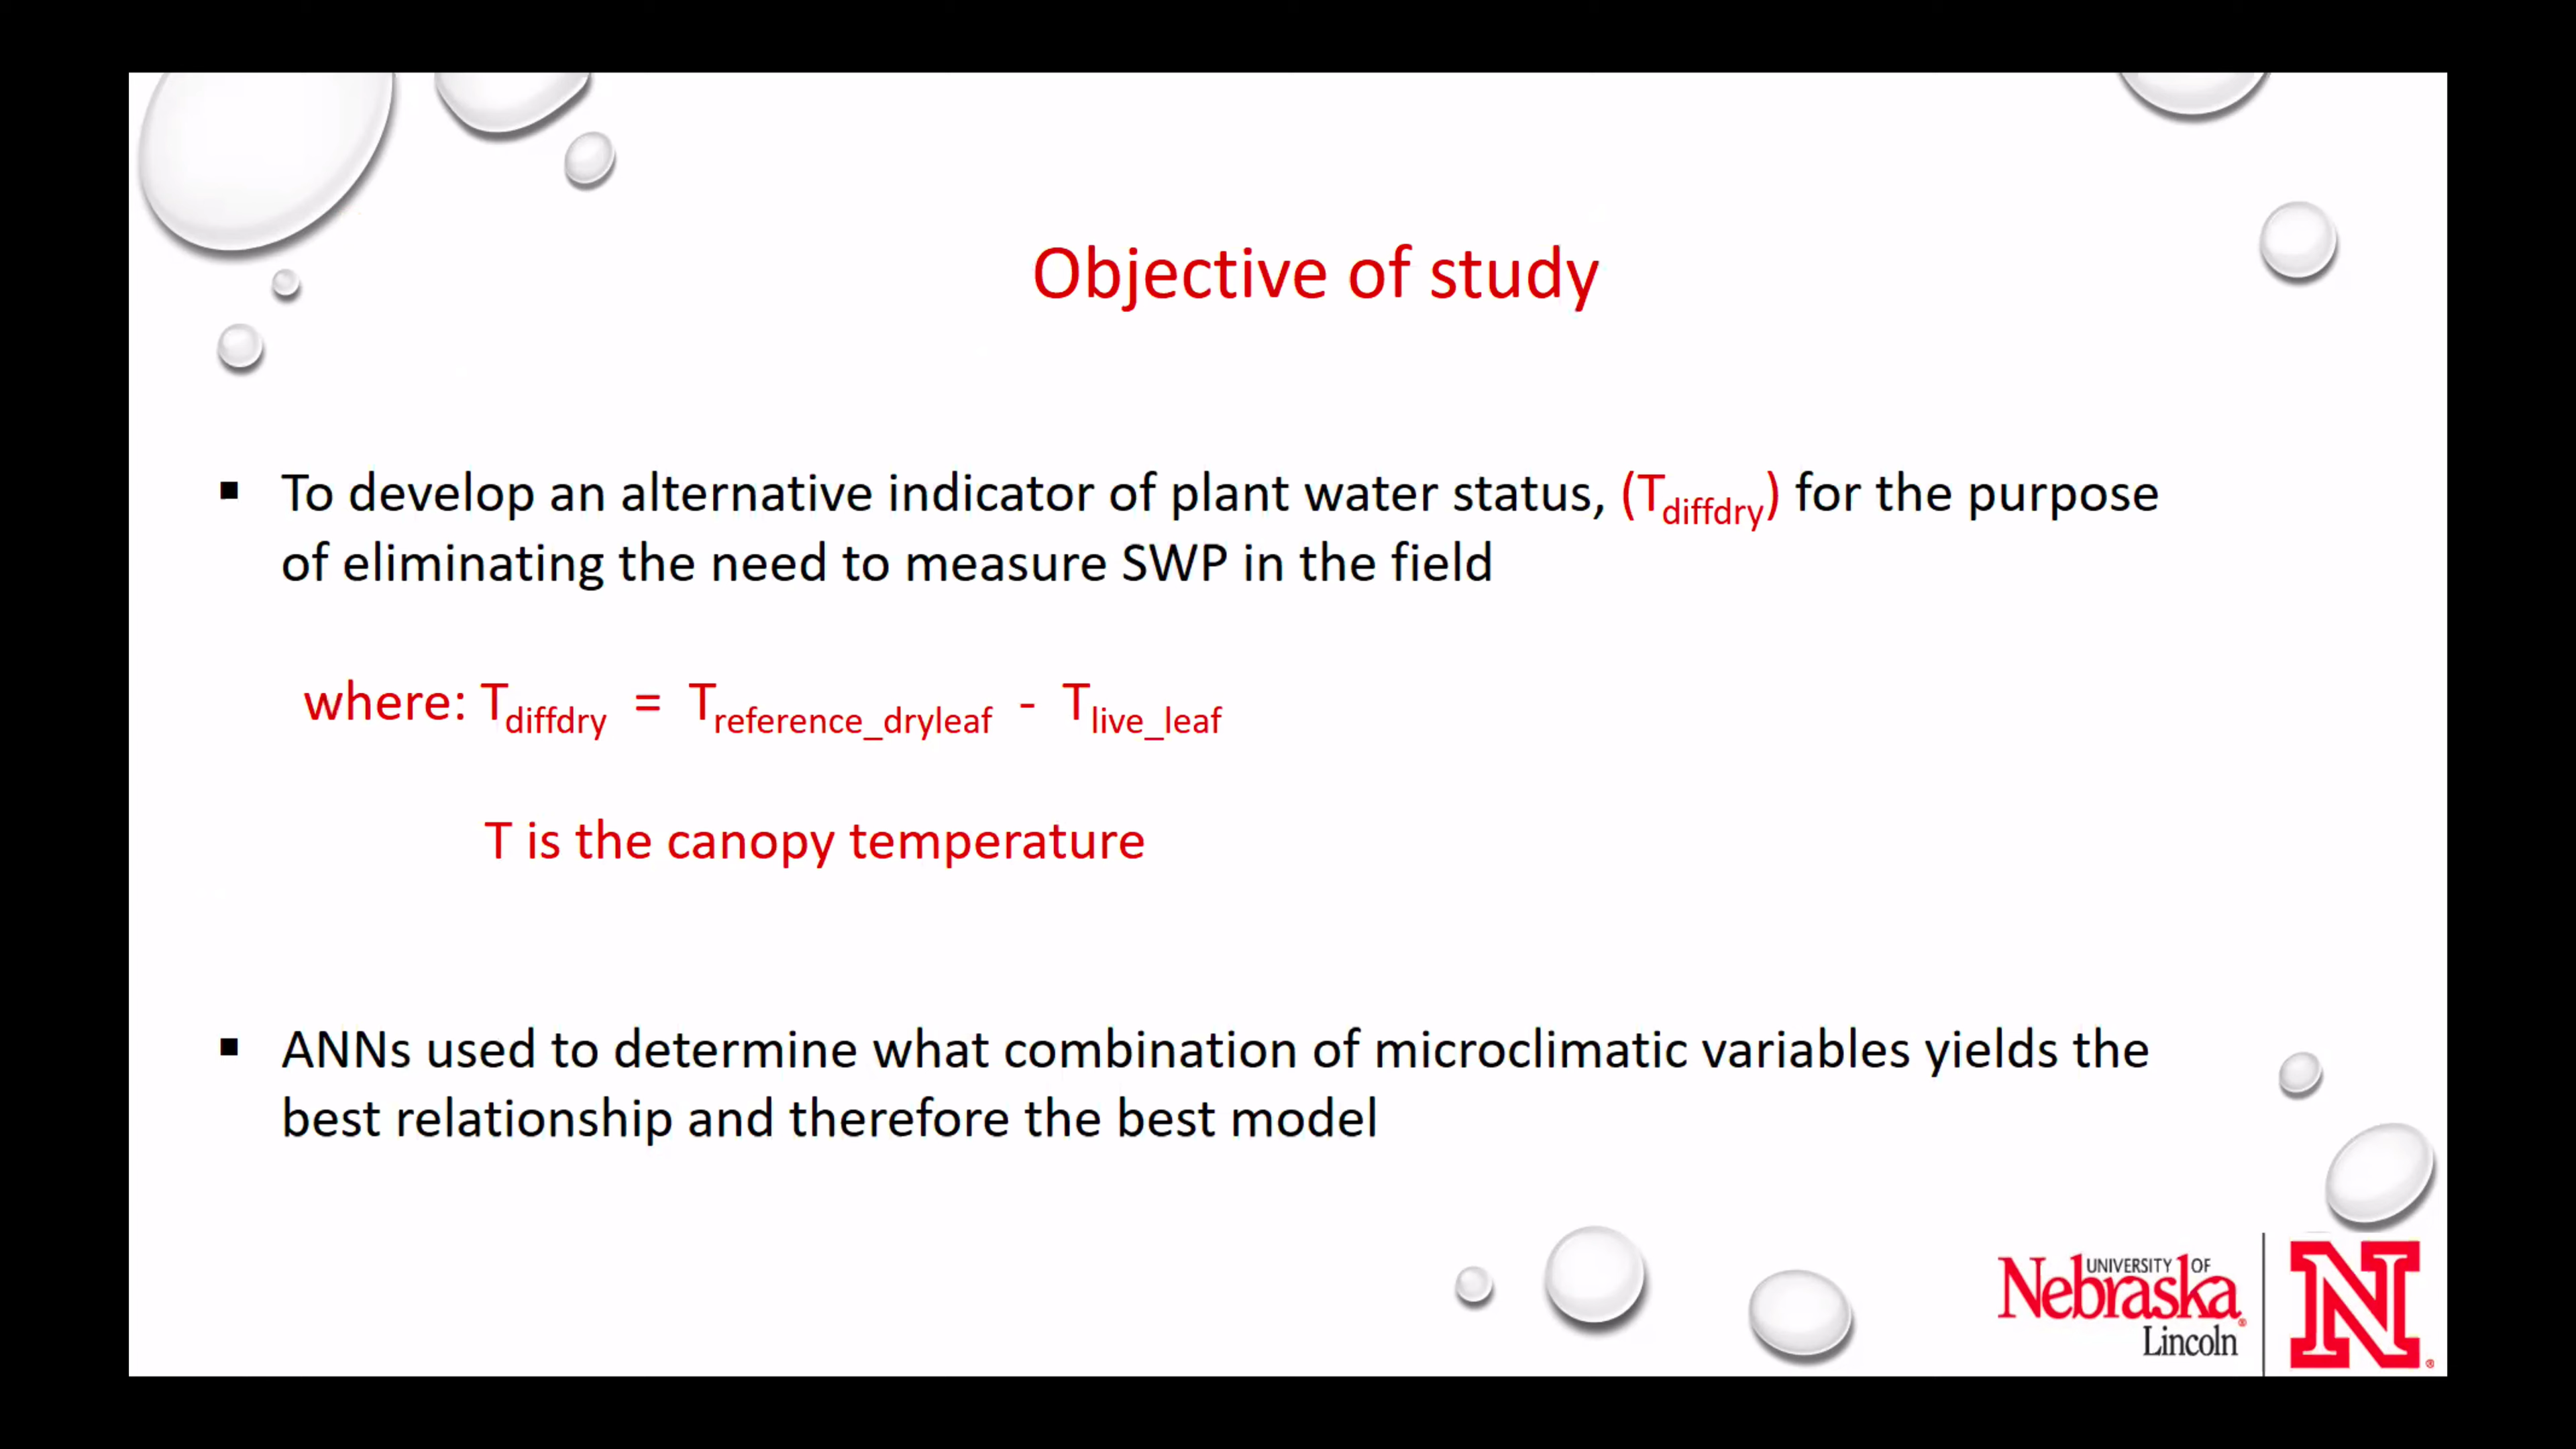 Objective of study
▪ To develop an alternative indicator of plant water status, (Tdiffdry) for the purpose
of eliminating the need to measure SWP in the field
where: Tdiffdry = Treference_dryleaf - Tlive_leaf
T is the canopy temperature
▪ ANNs used to determine what combination of microclimatic variables yields the
best relationship and therefore the best model
UNIVERSITY OF
Nebraska®
Lincoln
N®